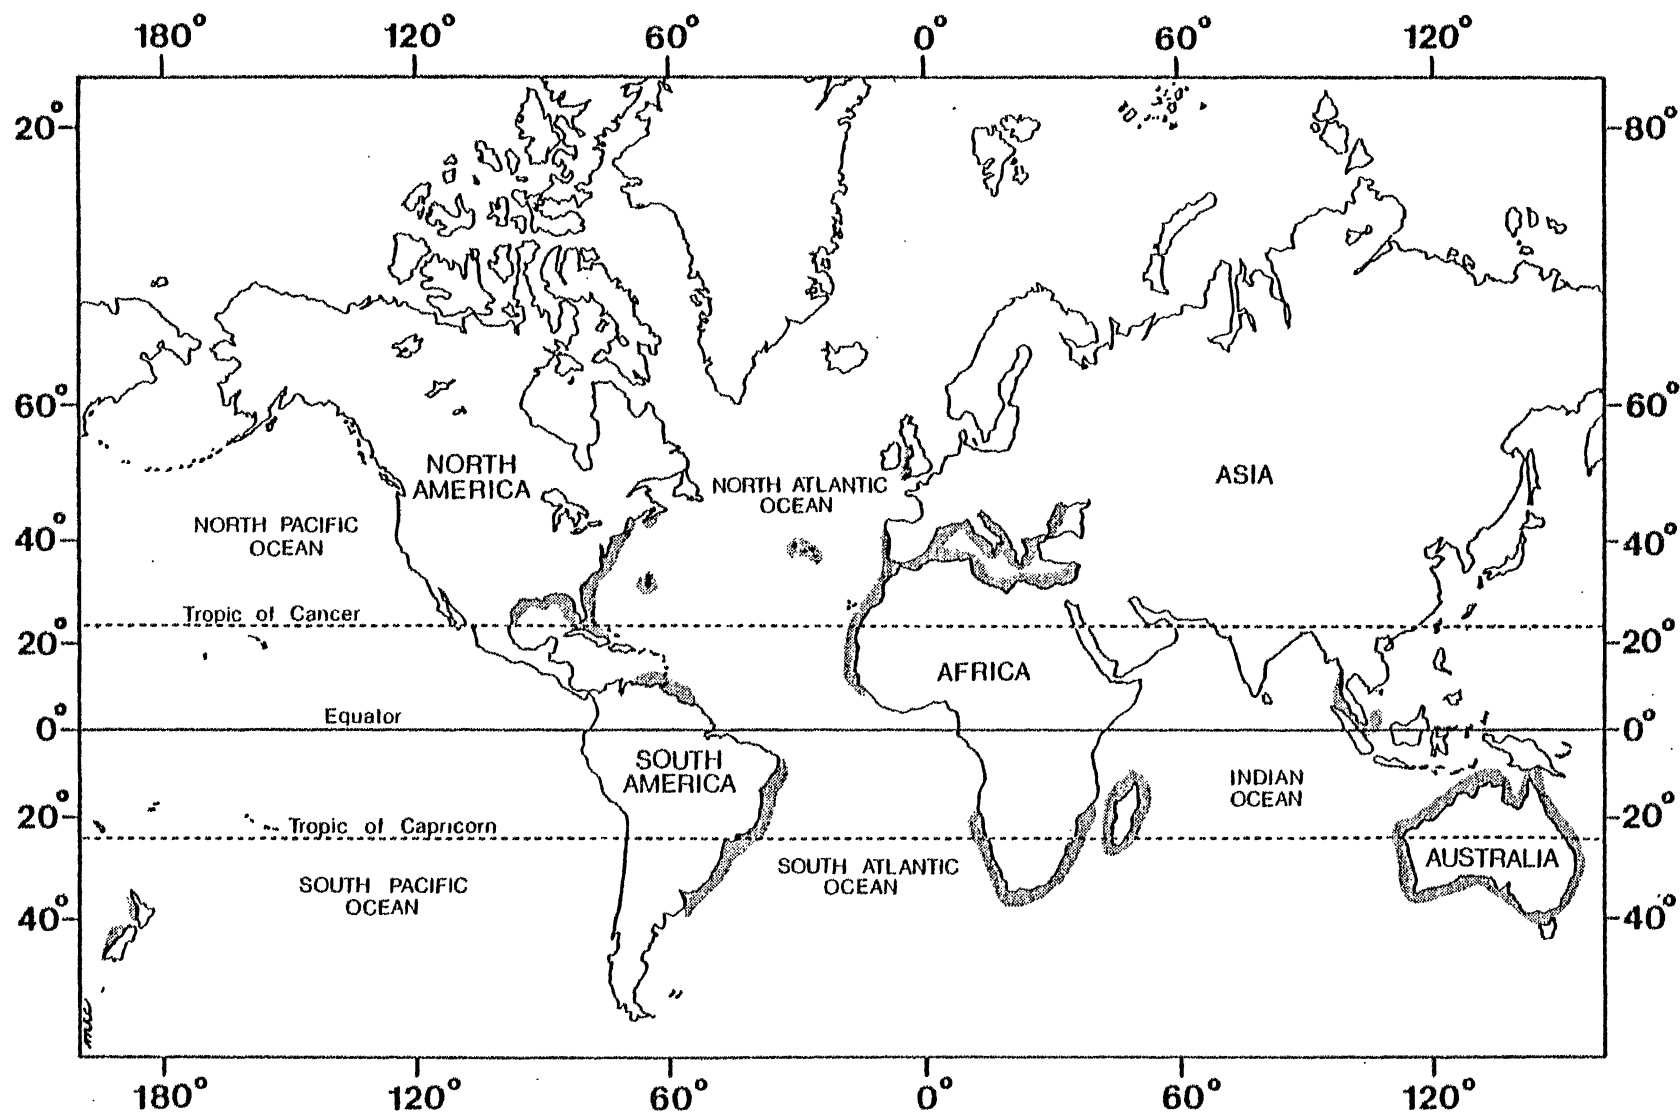 180° 120° 60° 0° 60° 120°
20° 80°
60° 60°
NORTH
AMERICA
ASIA
NORTH ATLANTIC
OCEAN
NORTH PACIFIC
OCEAN
40° 40°
Tropic of Cancer
20° 20°
AFRICA
Equator
0° 0°
SOUTH
AMERICA
INDIAN
OCEAN
20° 20°
Tropic of Capricorn
SOUTH ATLANTIC
OCEAN
AUSTRALIA
SOUTH PACIFIC
OCEAN
40° 40°
180° 120° 60° 0° 60° 120°